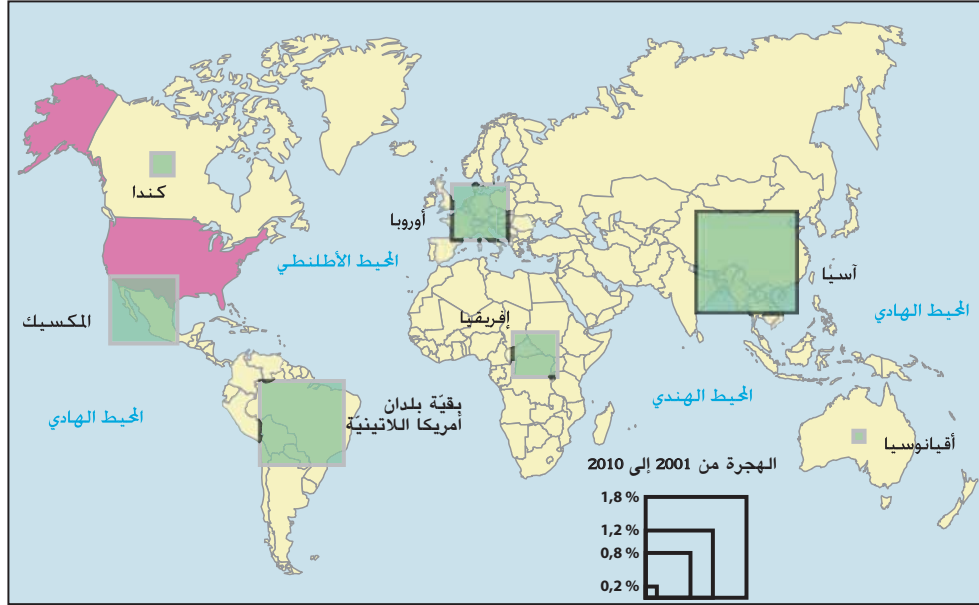 كندا
أوروبا
المحيط الأطلنطي
آسيا
المكسيك
المحيط الهادي
إفريقيا
المحيط الهندي
المحيط الهادي
بقيّة بلدان
أمريكا اللاتينيّة
أقيانوسيا
الهجرة من 2001 إلى 2010
1,8 %
1,2 %
0,8 %
0,2 %